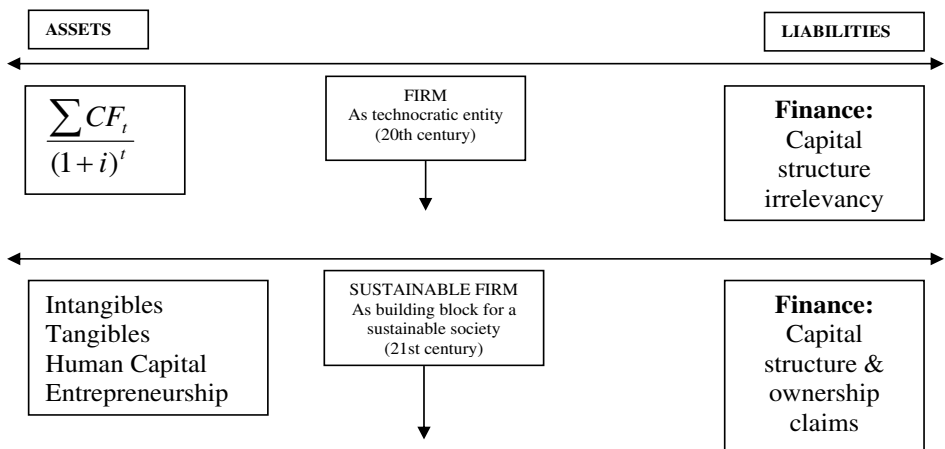 ASSETS
LIABILITIES
∑ CF_t
(1 + i)^t
FIRM
As technocratic entity
(20th century)
Finance:
Capital
structure
irrelevancy
Intangibles
Tangibles
Human Capital
Entrepreneurship
SUSTAINABLE FIRM
As building block for a
sustainable society
(21st century)
Finance:
Capital
structure &
ownership
claims